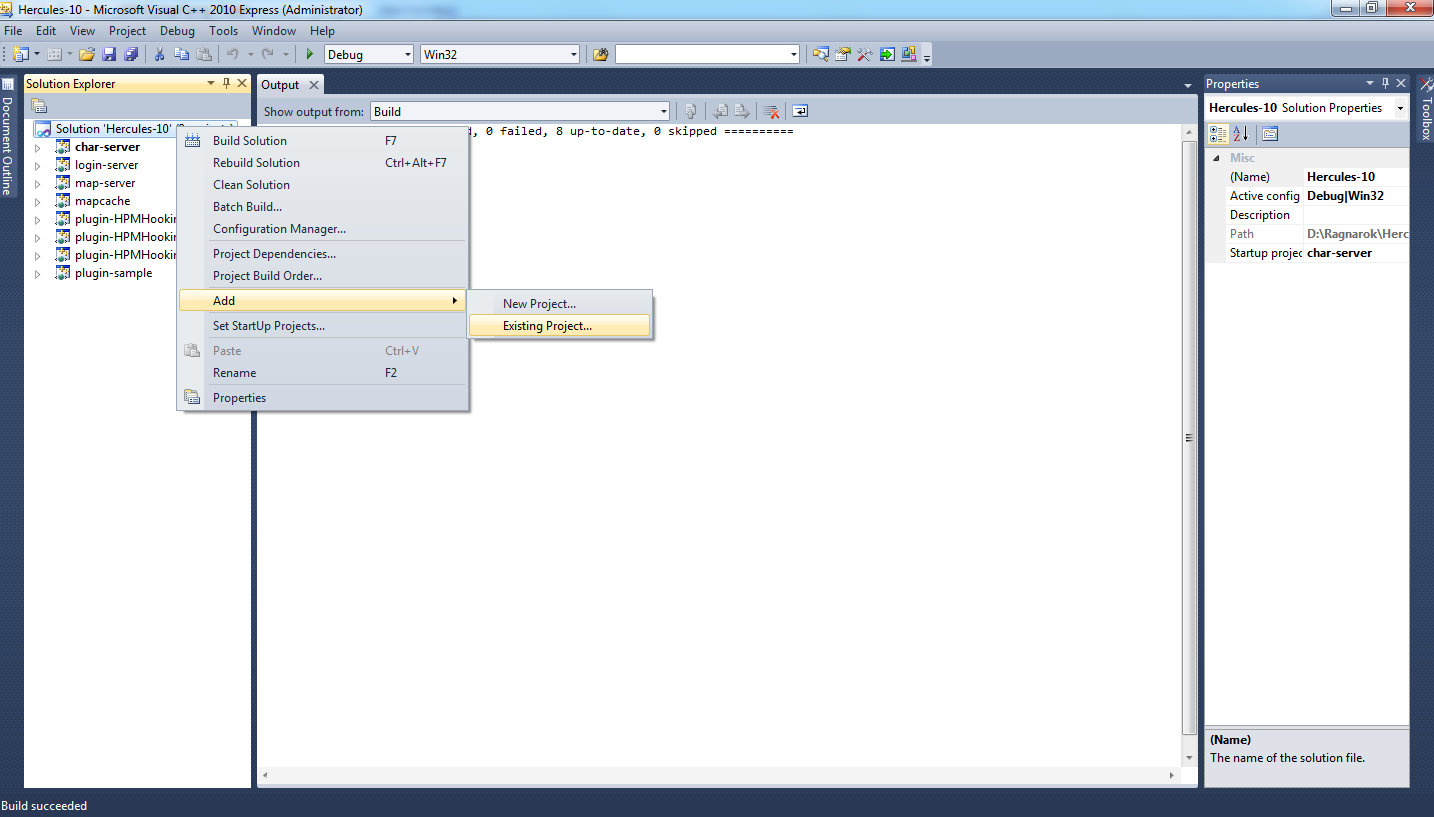 Hercules-10 - Microsoft Visual C++ 2010 Express (Administrator)
File Edit View Project Debug Tools Window Help
Debug Win32
Document Outline
Solution Explorer
Solution 'Hercules-10'
char-server
login-server
map-server
mapcache
plugin-HPMHookin
plugin-HPMHookin
plugin-HPMHookin
plugin-sample
Build Solution F7
Rebuild Solution Ctrl+Alt+F7
Clean Solution
Batch Build...
Configuration Manager...
Project Dependencies...
Project Build Order...
Add
Set StartUp Projects...
Paste Ctrl+V
Rename F2
Properties
New Project...
Existing Project...
Output
Show output from: Build
d, 0 failed, 8 up-to-date, 0 skipped ==========
Properties
Hercules-10 Solution Properties
Misc
(Name) Hercules-10
Active config Debug|Win32
Description
Path D:\Ragnarok\Herc
Startup projec char-server
(Name)
The name of the solution file.
Toolbox
Build succeeded